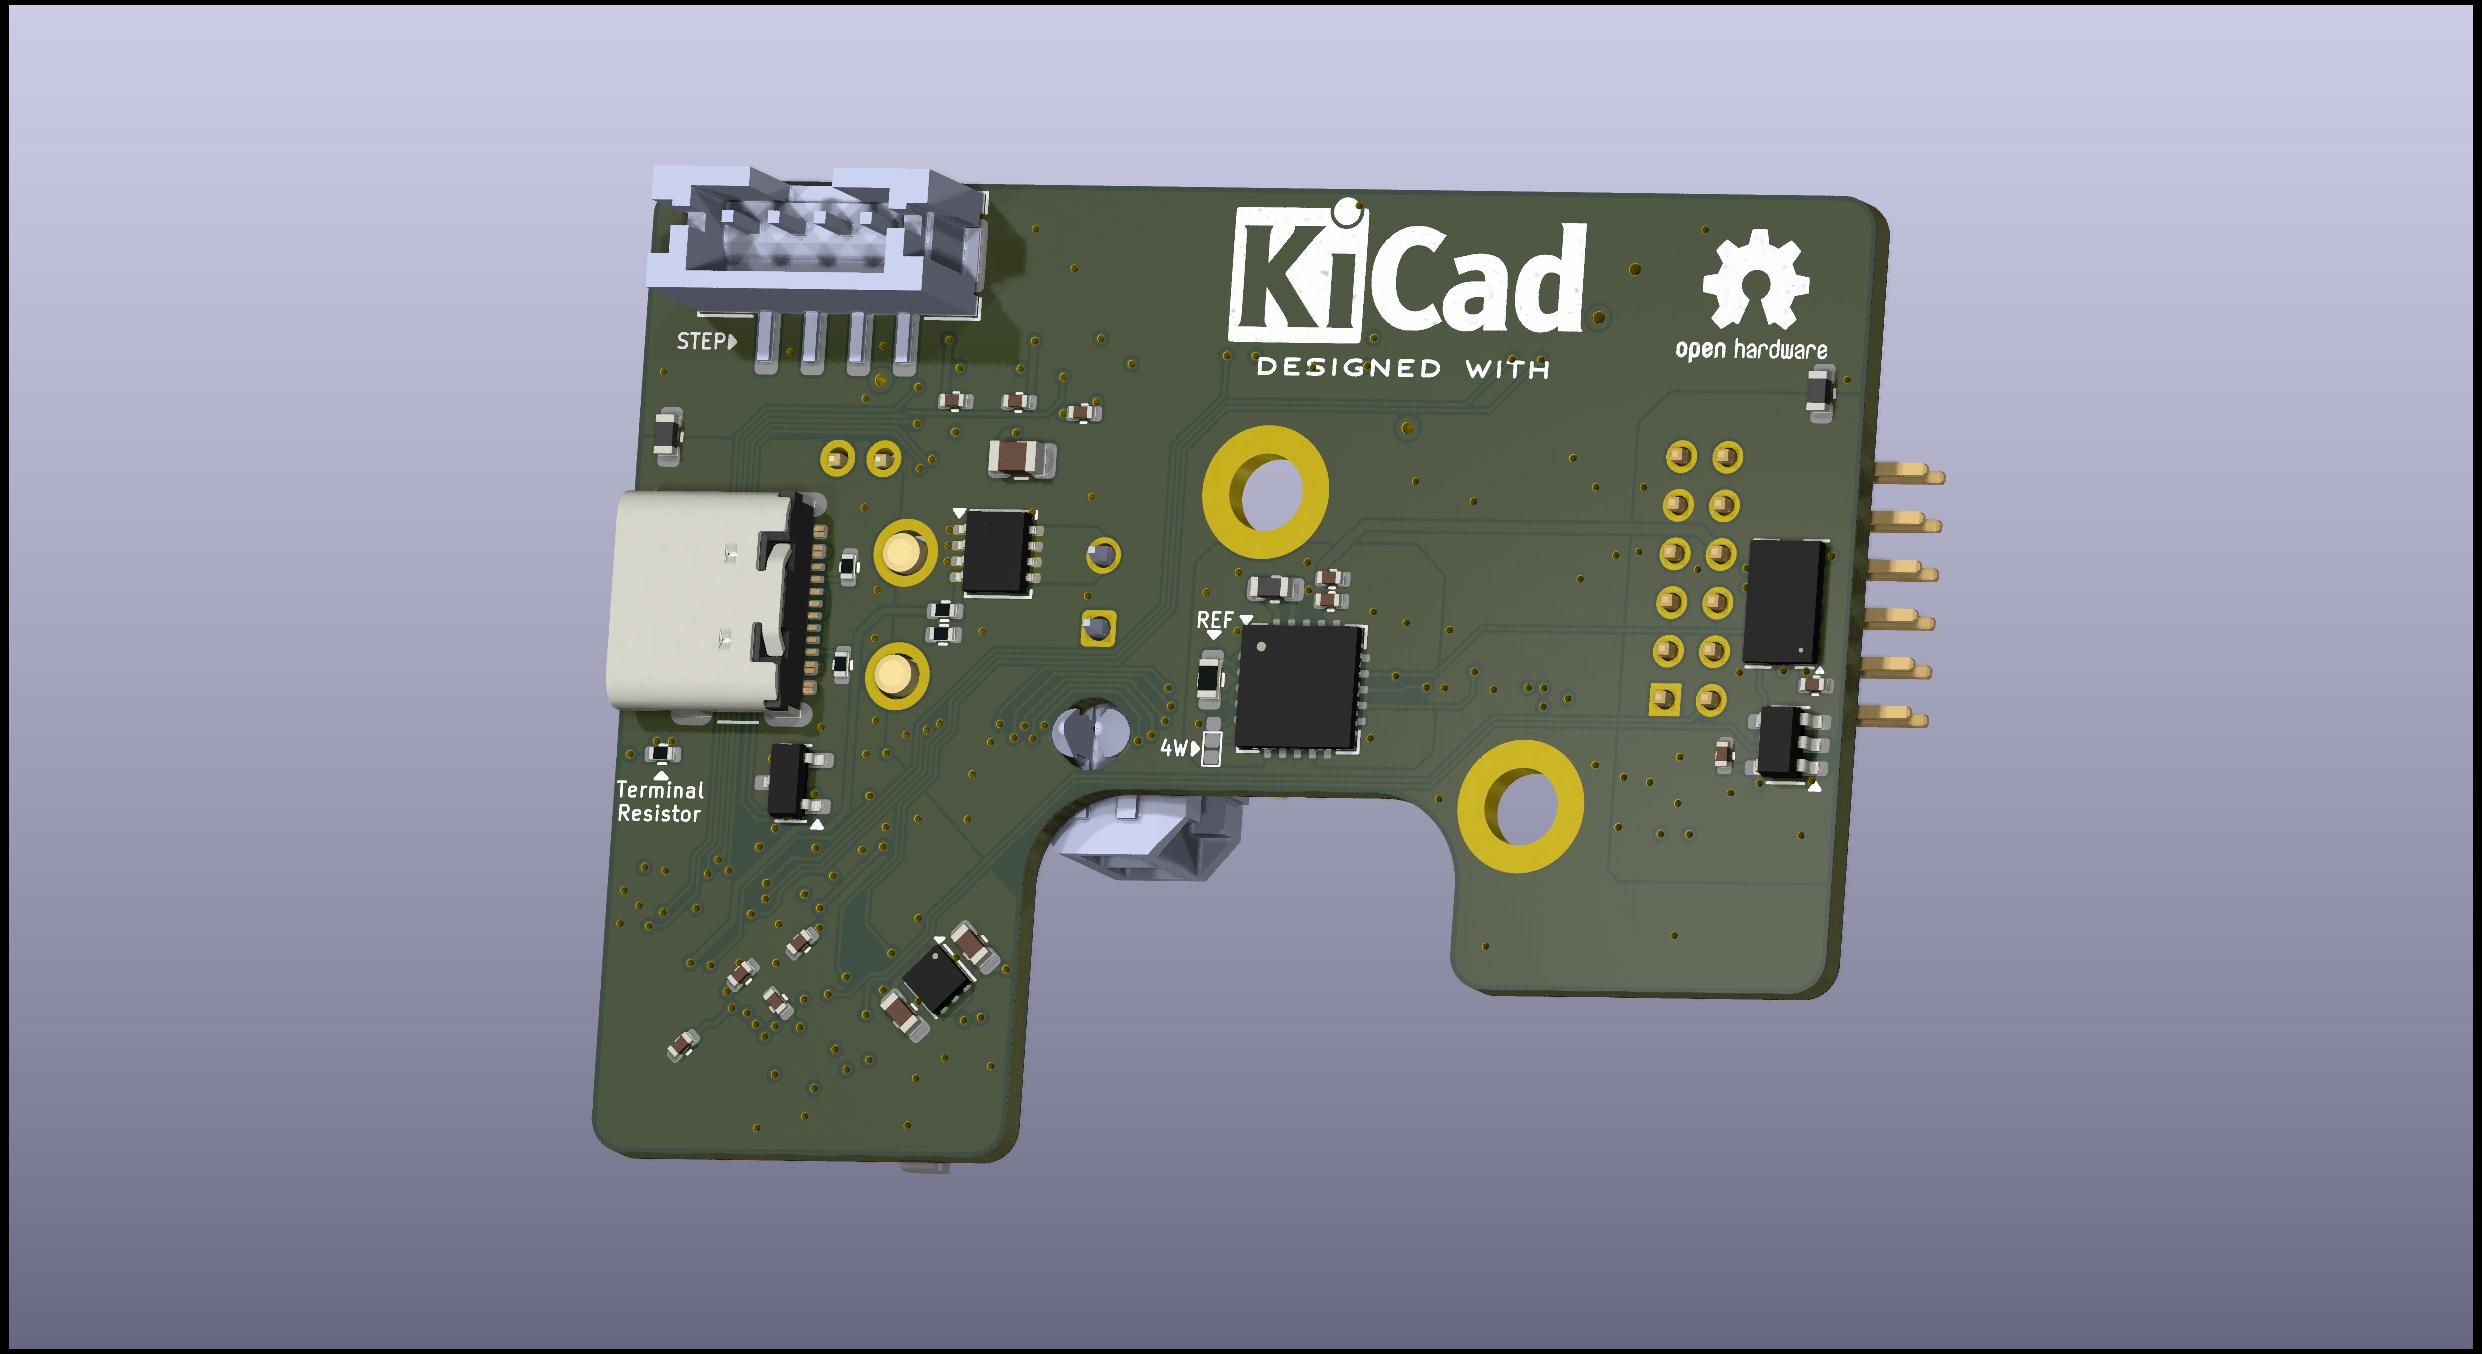 KiCad
DESIGNED WITH
open hardware
STEP
REF
4W
Terminal
Resistor